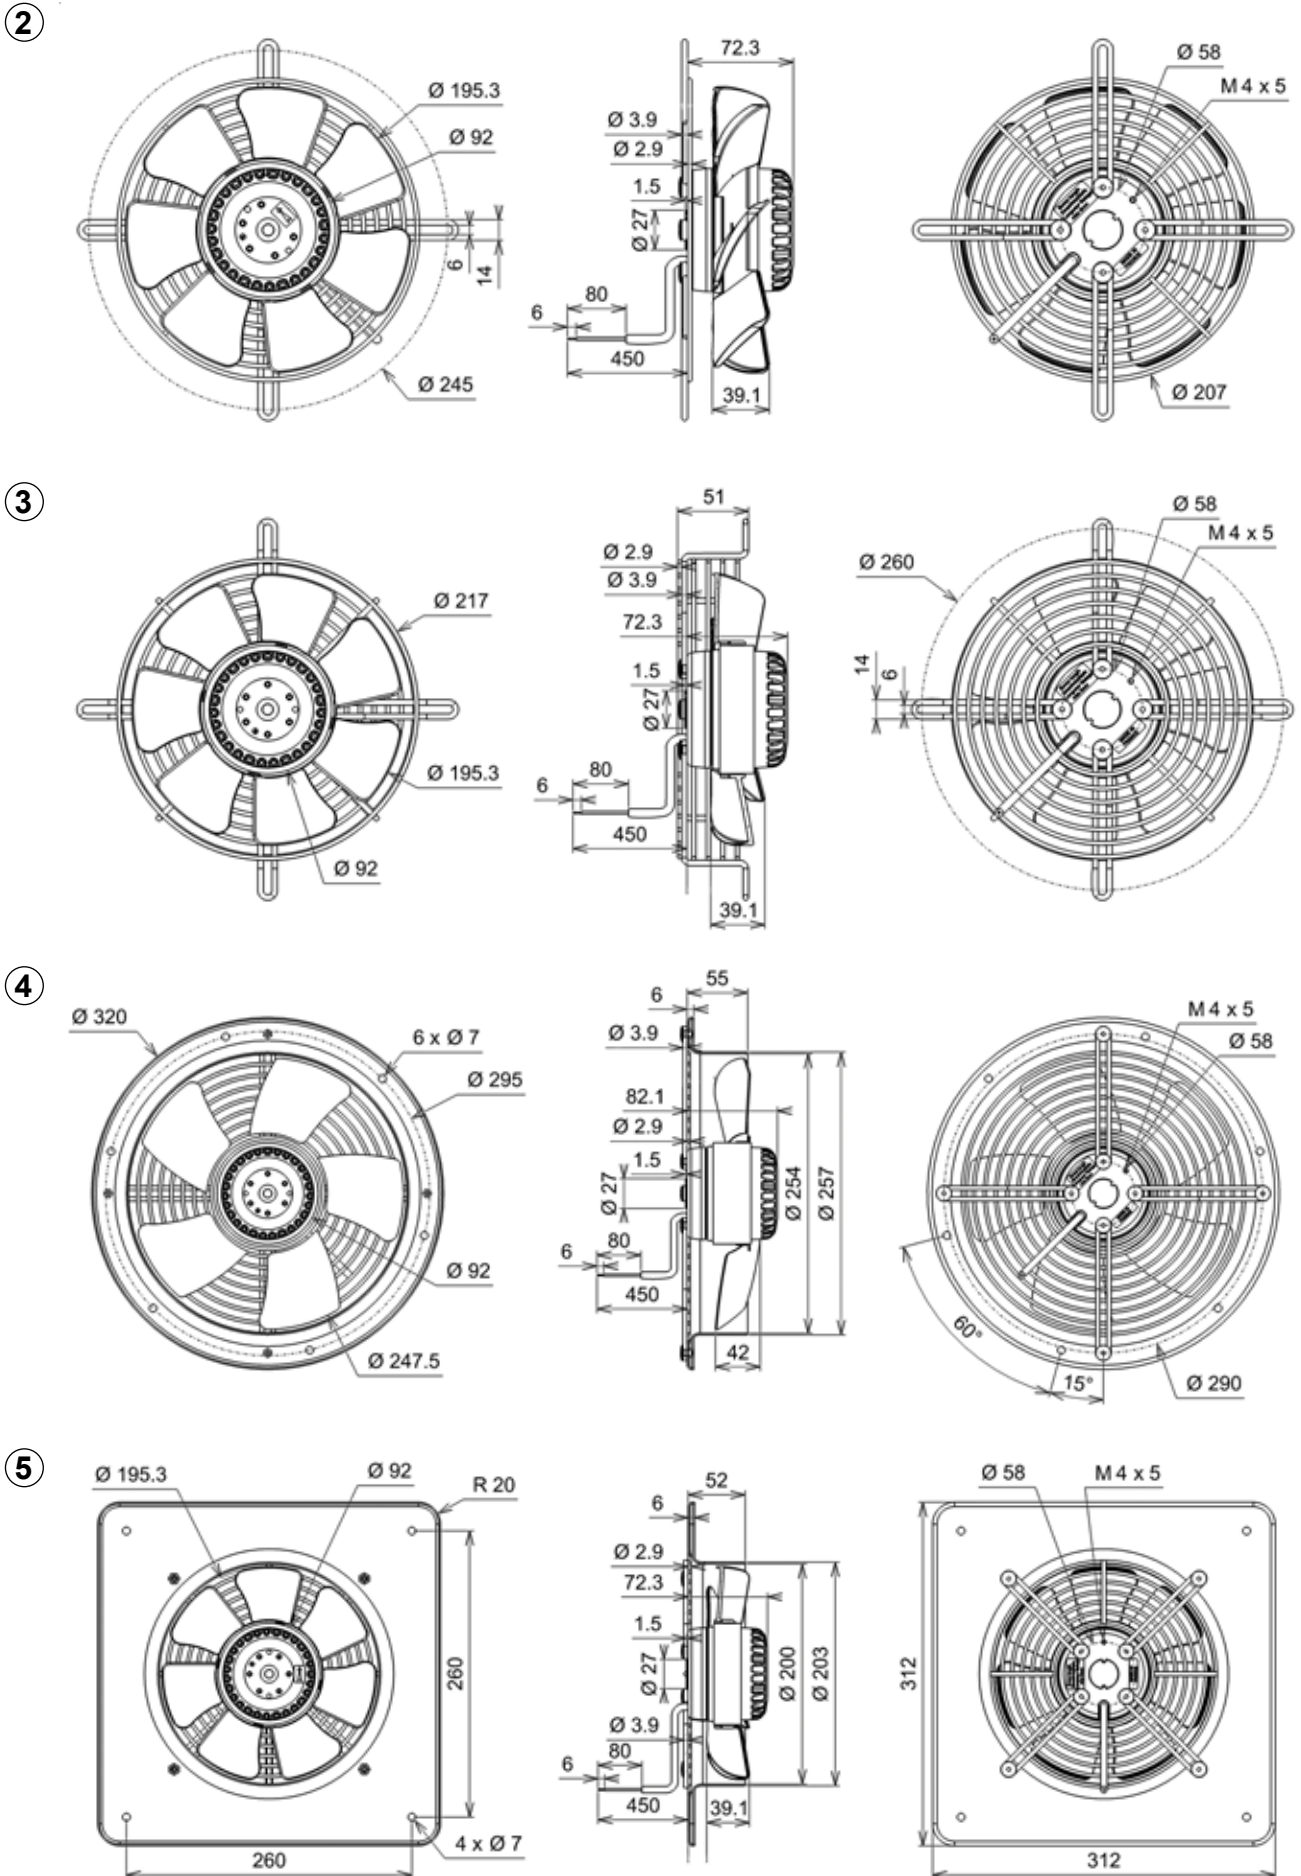 2
Ø 195.3
Ø 92
6
14
Ø 245
72.3
Ø 3.9
Ø 2.9
1.5
Ø 27
80
6
450
39.1
Ø 58
M 4 x 5
Ø 207
3
Ø 217
Ø 195.3
Ø 92
51
Ø 2.9
Ø 3.9
72.3
1.5
Ø 27
80
6
450
39.1
Ø 58
M 4 x 5
Ø 260
14
6
4
Ø 320
6 x Ø 7
Ø 295
Ø 92
Ø 247.5
55
6
Ø 3.9
82.1
Ø 2.9
1.5
Ø 27
Ø 254
Ø 257
80
6
450
42
M 4 x 5
Ø 58
60°
15°
Ø 290
5
Ø 195.3
Ø 92
R 20
260
4 x Ø 7
260
52
6
Ø 2.9
72.3
1.5
Ø 27
Ø 200
Ø 203
Ø 3.9
80
6
450
39.1
Ø 58
M 4 x 5
312
312